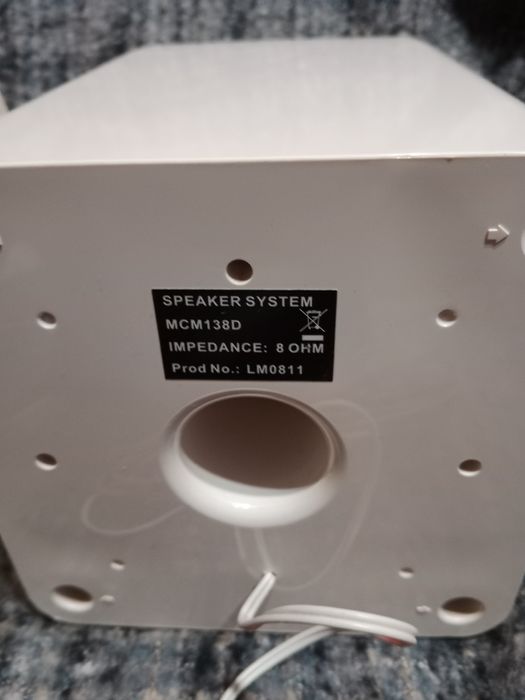 SPEAKER SYSTEM
MCM138D
IMPEDANCE: 8 OHM
Prod No.: LM0811